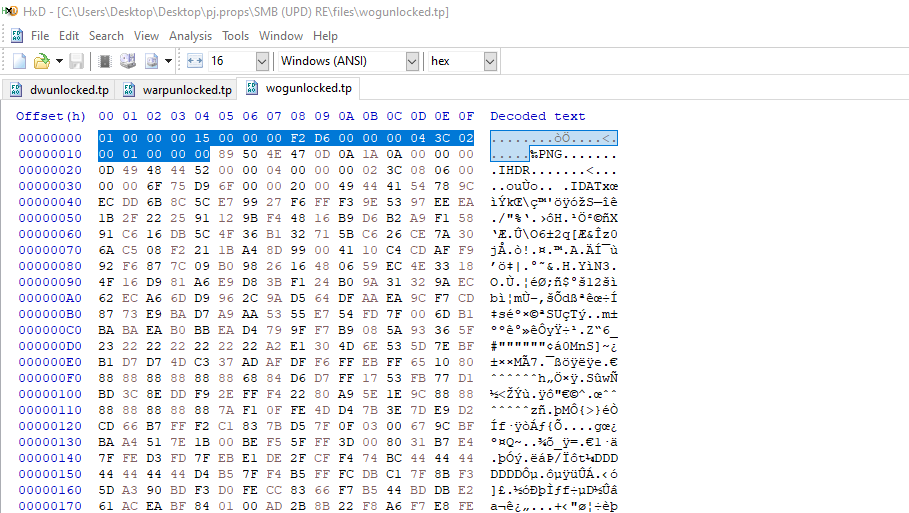 HxD - [C:\Users\Desktop\Desktop\pj.props\SMB (UPD) RE\files\wogunlocked.tp]
File Edit Search View Analysis Tools Window Help
16 Windows (ANSI) hex
dwunlocked.tp warpunlocked.tp wogunlocked.tp
Offset(h) 00 01 02 03 04 05 06 07 08 09 0A 0B 0C 0D 0E 0F Decoded text
00000000 01 00 00 00 15 00 00 00 F2 D6 00 00 00 04 3C 02 ........òÖ....<.
00000010 00 01 00 00 00 89 50 4E 47 0D 0A 1A 0A 00 00 00 .....‰PNG.......
00000020 0D 49 48 44 52 00 00 04 00 00 00 02 3C 08 06 00 .IHDR.......<...
00000030 00 00 6F 75 D9 6F 00 00 20 00 49 44 41 54 78 9C ..ouÙo.. .IDATxœ
00000040 EC DD 6B 8C 5C E7 99 27 F6 FF F3 9E 53 97 EE EA ìÝkŒ\ç™'öÿóžS—îê
00000050 1B 2F 22 25 91 12 9B F4 48 16 B9 D6 B2 A9 F1 58 ./"%‘.›ôH.¹Ö²©ñX
00000060 91 C6 16 DB 5C 4F 36 B1 32 71 5B C6 26 CE 7A 30 ‘Æ.Û\O6±2q[Æ&Îz0
00000070 6A C5 08 F2 21 1B A4 8D 99 00 41 10 C4 CD AF F9 jÅ.ò!.¤.™.A.ÄÍ¯ù
00000080 92 F6 87 7C 09 B0 98 26 16 48 06 59 EC 4E 33 18 ’ö‡|.°˜&.H.YìN3.
00000090 4F 16 D9 81 A6 E9 D8 3B F1 24 B0 9A 31 32 9A EC O.Ù.¦éØ;ñ$°š12šì
000000A0 62 EC A6 6D D9 96 2C 9A D5 64 DF AA EA 9C F7 CD bì¦mÙ–,šÕdßªêœ÷Í
000000B0 87 73 E9 BA D7 A9 AA 53 55 E7 54 FD 7F 00 6D B1 ‡séº×©ªSUçTý..m±
000000C0 BA BA EA B0 BB EA D4 79 9F F7 B9 08 5A 93 36 5F ººê°»êÔyŸ÷¹.Z“6_
000000D0 23 22 22 22 22 22 22 A2 E1 30 4D 6E 53 5D 7E BF #""""""¢á0MnS]~¿
000000E0 B1 D7 D7 4D C3 37 AD AF DF F6 FF EB FF 65 10 80 ±××MÃ7.¯ßöÿëÿe.€
000000F0 88 88 88 88 88 88 68 84 D6 D7 FF 17 53 FB 77 D1 ˆˆˆˆˆˆh„Ö×ÿ.SûwÑ
00000100 BD 3C 8E DD F9 2E FF F4 22 80 A9 5E 1E 9C 88 88 ½<ŽÝù.ÿô"€©^.œˆˆ
00000110 88 88 88 88 88 7A F1 0F FE 4D D4 7B 3E 7D E9 D2 ˆˆˆˆˆzñ.þMÔ{>}éÒ
00000120 CD 66 B7 FF F2 C1 83 7B D5 7F 0F 03 00 67 9C BF Íf·ÿòÁƒ{Õ....gœ¿
00000130 BA A4 51 7E 1B 00 BE F5 5F FF 3D 00 80 31 B7 E4 º¤Q~..¾õ_ÿ=.€1·ä
00000140 7F FE D3 FD 7F EB E1 DE 2F CF F4 74 BC 44 44 44 .þÓý.ëáÞ/Ïôt¼DDD
00000150 44 44 44 44 D4 B5 7F F4 B5 FF FC DB C1 7F 8B F3 DDDDÔµ.ôµÿüÛÁ.‹ó
00000160 5D A3 90 BD F3 D0 FE CC 83 66 F7 B5 44 BD DB E2 ]£.½óÐþÌƒf÷µD½Ûâ
00000170 61 AC EA BF 84 01 00 AD 2B 8B 22 F8 A6 F7 E8 FE a¬ê¿„...+‹"ø¦÷èþ